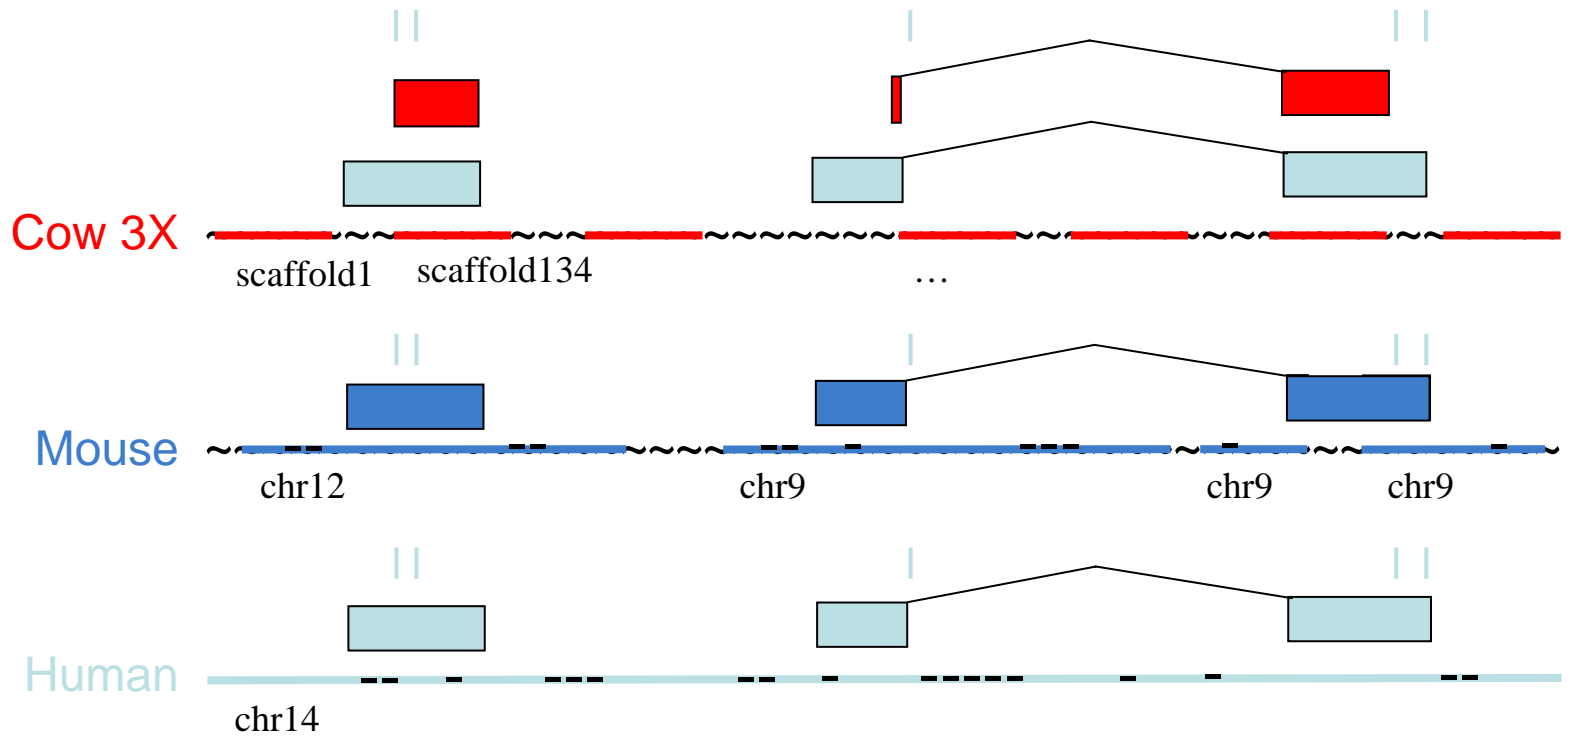 Cow 3X
scaffold1 scaffold134 …
Mouse
chr12 chr9 chr9 chr9
Human
chr14